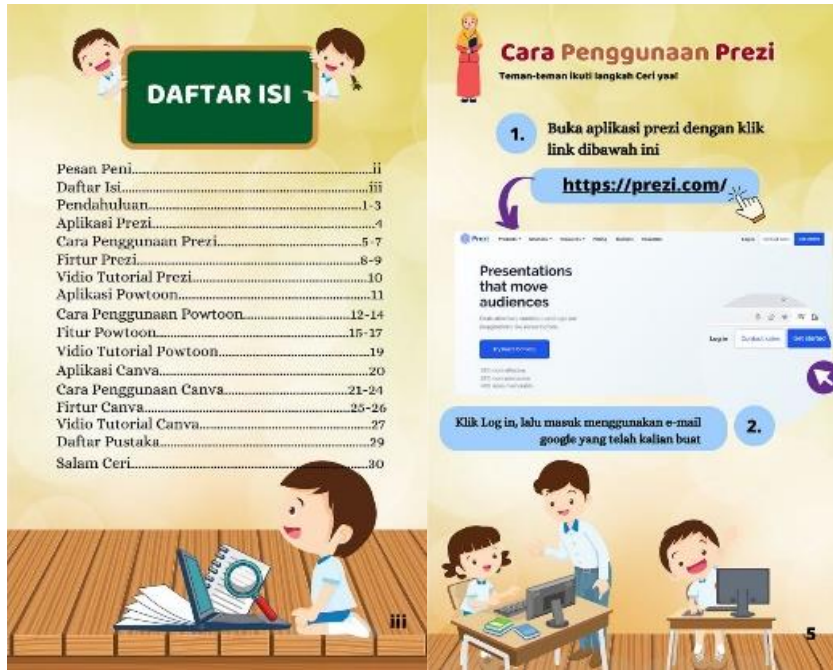 DAFTAR ISI
Pesan Peni.....ii
Daftar Isi.....iii
Pendahuluan.....1-3
Aplikasi Prezi.....4
Cara Penggunaan Prezi.....5-7
Firtur Prezi.....8-9
Vidio Tutorial Prezi.....10
Aplikasi Powtoon.....11
Cara Penggunaan Powtoon.....12-14
Fitur Powtoon.....15-17
Vidio Tutorial Powtoon.....19
Aplikasi Canva.....20
Cara Penggunaan Canva.....21-24
Firtur Canva.....25-26
Vidio Tutorial Canva.....27
Daftar Pustaka.....29
Salam Ceri.....30
iii
Cara Penggunaan Prezi
Teman-teman ikuti langkah Ceri yaa!
1.
Buka aplikasi prezi dengan klik
link dibawah ini
https://prezi.com/
Prezi
Presentations
that move
audiences
Log in Contact sales Get started
Klik Log in, lalu masuk menggunakan e-mail
google yang telah kalian buat
2.
5